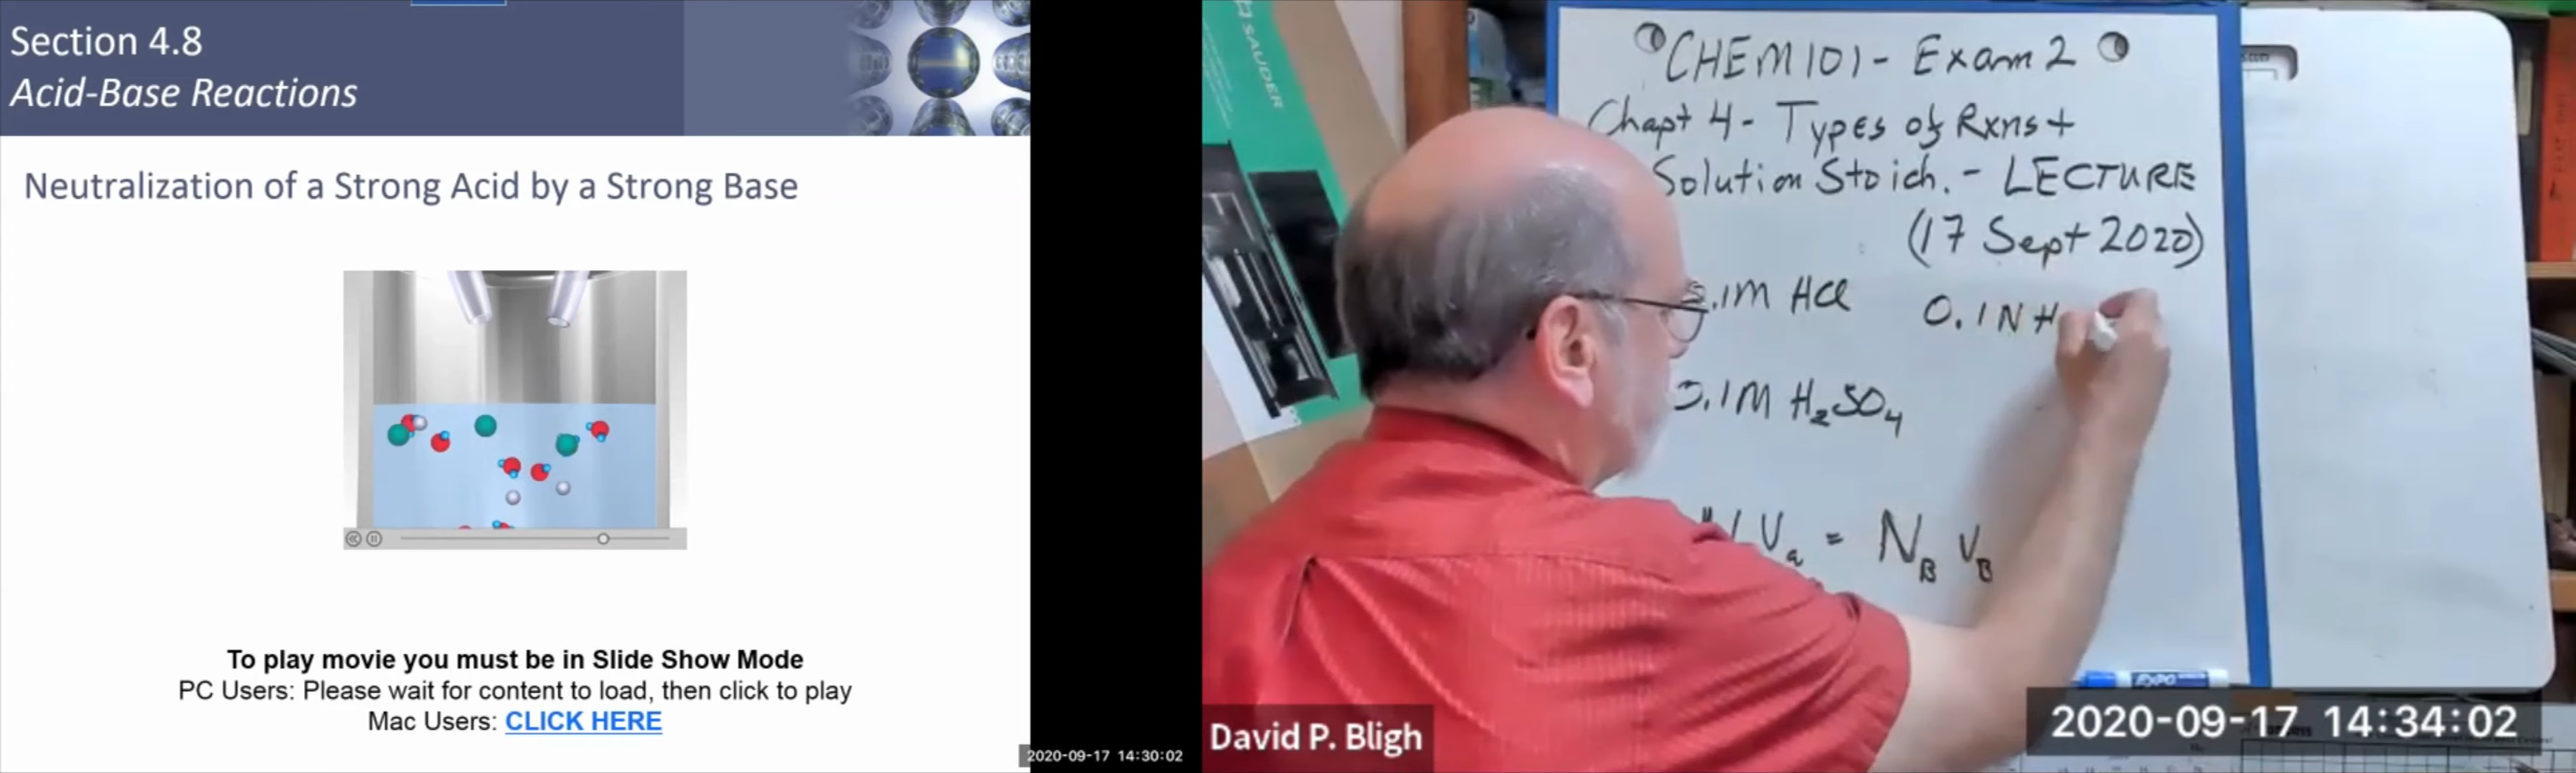 Section 4.8
Acid-Base Reactions
Neutralization of a Strong Acid by a Strong Base
To play movie you must be in Slide Show Mode
PC Users: Please wait for content to load, then click to play
Mac Users: CLICK HERE
2020-09-17 14:30:02
SAUDER
CHEM 101 - Exam 2
Chapt 4 - Types of Rxns +
Solution Stoich. - LECTURE
(17 Sept 2020)
.1M HCl 0.1 N H
0.1M H₂SO₄
Va = NB VB
EXPO
David P. Bligh
2020-09-17 14:34:02